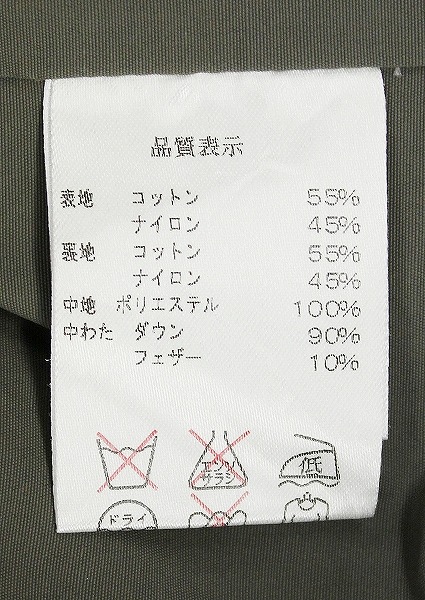 品質表示
表地 コットン 55%
ナイロン 45%
裏地 コットン 55%
ナイロン 45%
中地 ポリエステル 100%
中わた ダウン 90%
フェザー 10%
エンソ
サラシ
低
ドライ